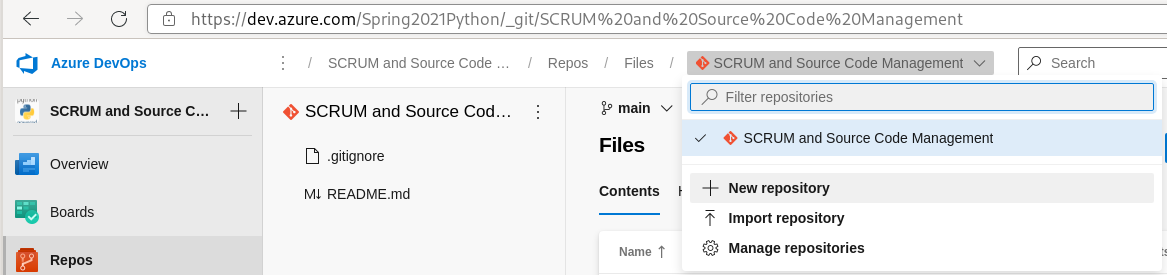 https://dev.azure.com/Spring2021Python/_git/SCRUM%20and%20Source%20Code%20Management
Azure DevOps
/ SCRUM and Source Code ... / Repos / Files / SCRUM and Source Code Management
Search
SCRUM and Source C...
Overview
Boards
Repos
SCRUM and Source Cod...
.gitignore
M↓ README.md
main
Files
Contents
Name ↑
Filter repositories
SCRUM and Source Code Management
New repository
Import repository
Manage repositories